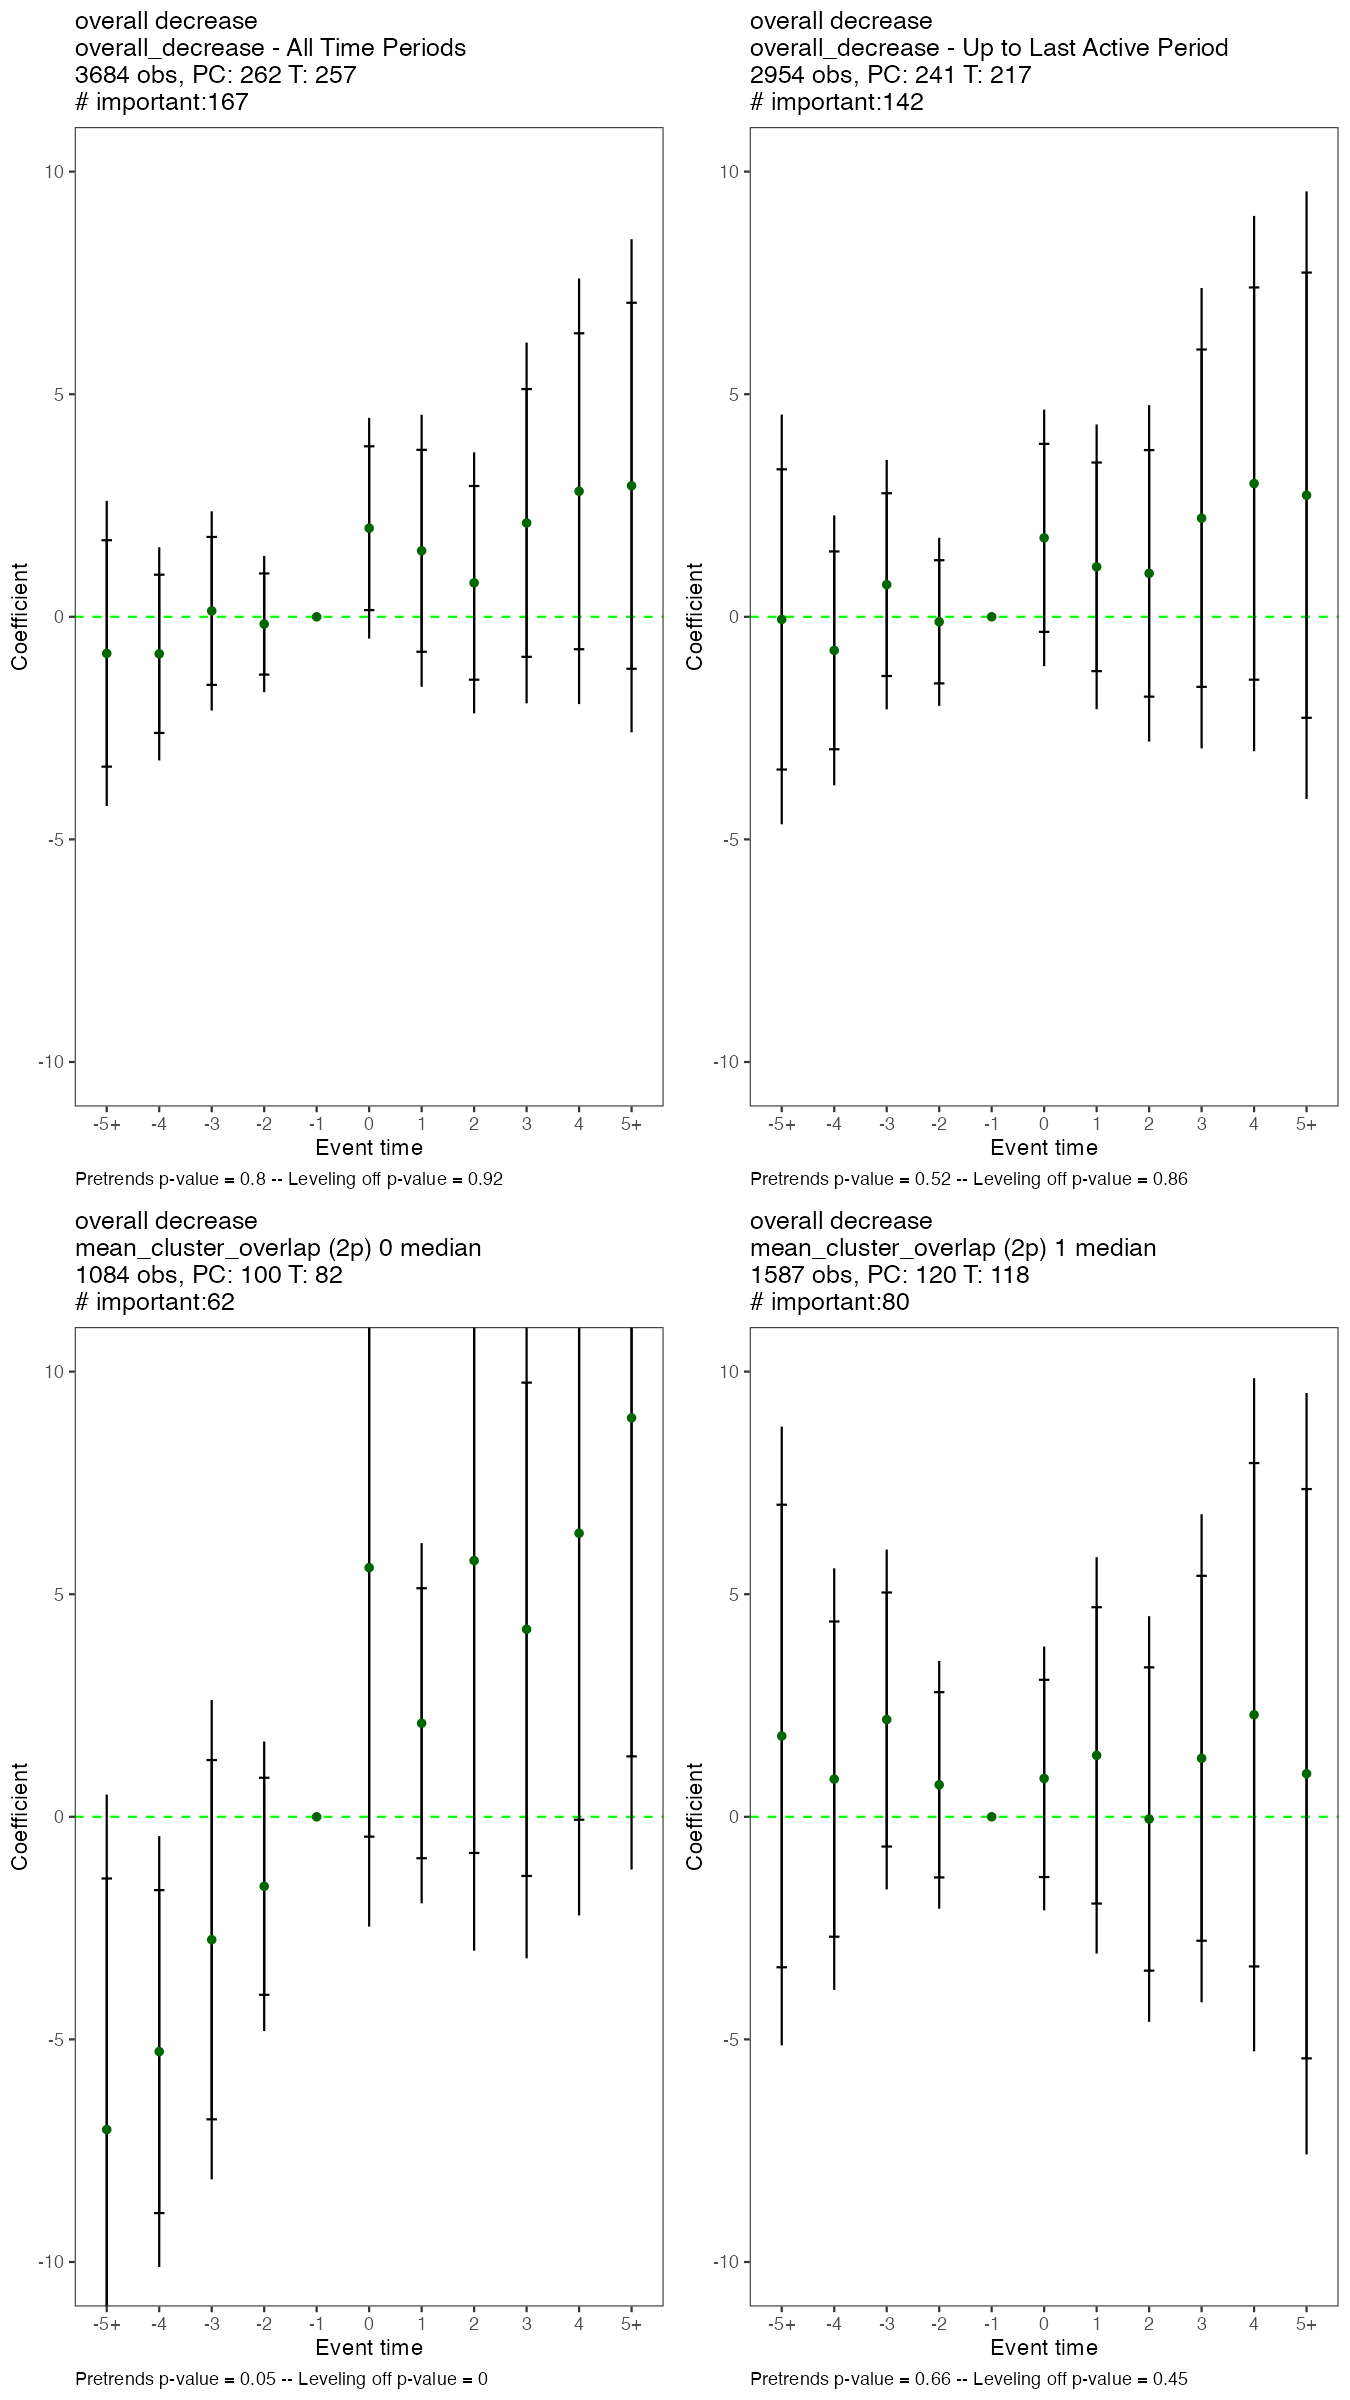 overall decrease
overall_decrease - All Time Periods
3684 obs, PC: 262 T: 257
# important:167
10
5
0
-5
-10
Coefficient
-5+ -4 -3 -2 -1 0 1 2 3 4 5+
Event time
Pretrends p-value = 0.8 -- Leveling off p-value = 0.92
overall decrease
overall_decrease - Up to Last Active Period
2954 obs, PC: 241 T: 217
# important:142
10
5
0
-5
-10
Coefficient
-5+ -4 -3 -2 -1 0 1 2 3 4 5+
Event time
Pretrends p-value = 0.52 -- Leveling off p-value = 0.86
overall decrease
mean_cluster_overlap (2p) 0 median
1084 obs, PC: 100 T: 82
# important:62
10
5
0
-5
-10
Coefficient
-5+ -4 -3 -2 -1 0 1 2 3 4 5+
Event time
Pretrends p-value = 0.05 -- Leveling off p-value = 0
overall decrease
mean_cluster_overlap (2p) 1 median
1587 obs, PC: 120 T: 118
# important:80
10
5
0
-5
-10
Coefficient
-5+ -4 -3 -2 -1 0 1 2 3 4 5+
Event time
Pretrends p-value = 0.66 -- Leveling off p-value = 0.45